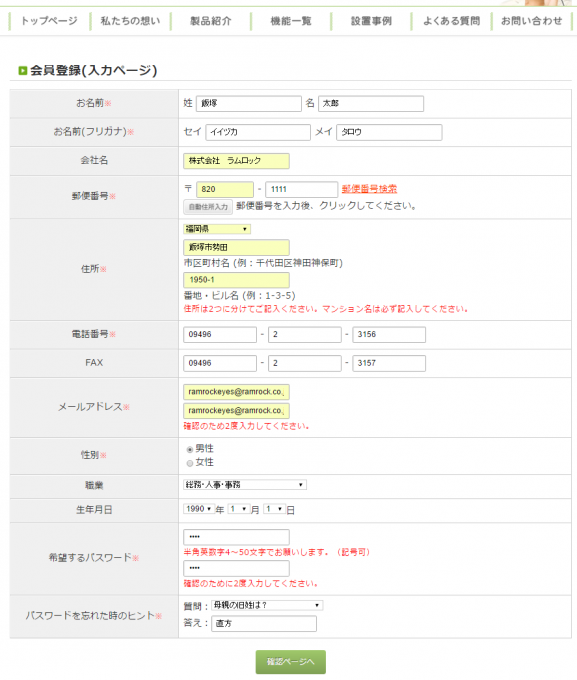 トップページ 私たちの想い 製品紹介 機能一覧 設置事例 よくある質問 お問い合わせ
会員登録(入力ページ)
お名前※ 姓 飯塚 名 太郎
お名前(フリガナ)※ セイ イイヅカ メイ タロウ
会社名 株式会社 ラムロック
郵便番号※ 〒 820 - 1111 郵便番号検索
自動住所入力 郵便番号を入力後、クリックしてください。
住所※
福岡県
飯塚市勢田
市区町村名 (例：千代田区神田神保町)
1950-1
番地・ビル名 (例：1-3-5)
住所は2つに分けてご記入ください。マンション名は必ず記入してください。
電話番号※ 09496 - 2 - 3156
FAX 09496 - 2 - 3157
メールアドレス※
ramrockeyes@ramrock.co.
ramrockeyes@ramrock.co.
確認のため2度入力してください。
性別※
男性
女性
職業 総務・人事・事務
生年月日 1990 年 1 月 1 日
希望するパスワード※
••••
半角英数字4～50文字でお願いします。（記号可）
••••
確認のために2度入力してください。
パスワードを忘れた時のヒント※
質問： 母親の旧姓は？
答え： 直方
確認ページへ